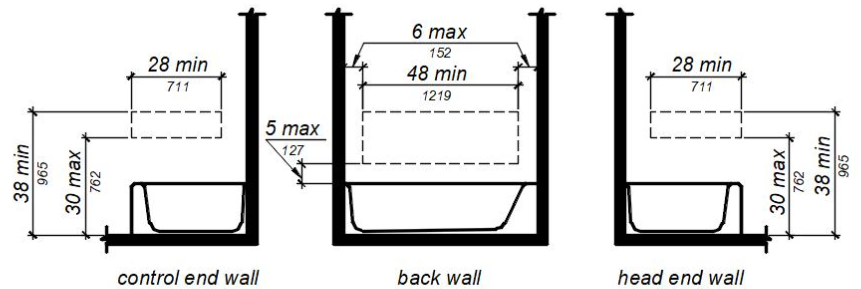 28 min
711
38 min
965
30 max
762
control end wall
6 max
152
48 min
1219
5 max
127
back wall
28 min
711
30 max
762
38 min
965
head end wall